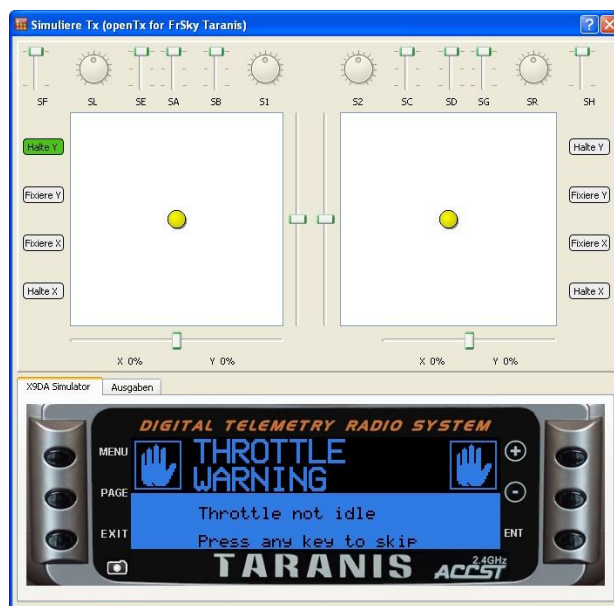 Simuliere Tx (openTx for FrSky Taranis)
SF SL SE SA SB S1 S2 SC SD SG SR SH
Halte Y Halte Y
Fixiere Y Fixiere Y
Fixiere X Fixiere X
Halte X Halte X
X 0% Y 0% X 0% Y 0%
X9DA Simulator Ausgaben
DIGITAL TELEMETRY RADIO SYSTEM
MENU THROTTLE
WARNING
PAGE Throttle not idle
EXIT Press any key to skip ENT
TARANIS 2.4GHz
ACCST